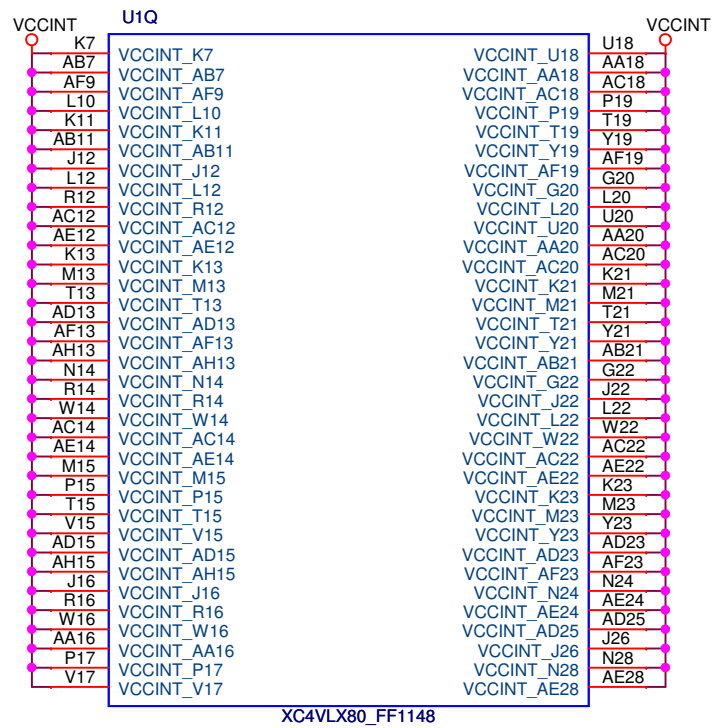 U1Q
VCCINT VCCINT
K7 VCCINT_K7 VCCINT_U18 U18
AB7 VCCINT_AB7 VCCINT_AA18 AA18
AF9 VCCINT_AF9 VCCINT_AC18 AC18
L10 VCCINT_L10 VCCINT_P19 P19
K11 VCCINT_K11 VCCINT_T19 T19
AB11 VCCINT_AB11 VCCINT_Y19 Y19
J12 VCCINT_J12 VCCINT_AF19 AF19
L12 VCCINT_L12 VCCINT_G20 G20
R12 VCCINT_R12 VCCINT_L20 L20
AC12 VCCINT_AC12 VCCINT_U20 U20
AE12 VCCINT_AE12 VCCINT_AA20 AA20
K13 VCCINT_K13 VCCINT_AC20 AC20
M13 VCCINT_M13 VCCINT_K21 K21
T13 VCCINT_T13 VCCINT_M21 M21
AD13 VCCINT_AD13 VCCINT_T21 T21
AF13 VCCINT_AF13 VCCINT_Y21 Y21
AH13 VCCINT_AH13 VCCINT_AB21 AB21
N14 VCCINT_N14 VCCINT_G22 G22
R14 VCCINT_R14 VCCINT_J22 J22
W14 VCCINT_W14 VCCINT_L22 L22
AC14 VCCINT_AC14 VCCINT_W22 W22
AE14 VCCINT_AE14 VCCINT_AC22 AC22
M15 VCCINT_M15 VCCINT_AE22 AE22
P15 VCCINT_P15 VCCINT_K23 K23
T15 VCCINT_T15 VCCINT_M23 M23
V15 VCCINT_V15 VCCINT_Y23 Y23
AD15 VCCINT_AD15 VCCINT_AD23 AD23
AH15 VCCINT_AH15 VCCINT_AF23 AF23
J16 VCCINT_J16 VCCINT_N24 N24
R16 VCCINT_R16 VCCINT_AE24 AE24
W16 VCCINT_W16 VCCINT_AD25 AD25
AA16 VCCINT_AA16 VCCINT_J26 J26
P17 VCCINT_P17 VCCINT_N28 N28
V17 VCCINT_V17 VCCINT_AE28 AE28
XC4VLX80_FF1148